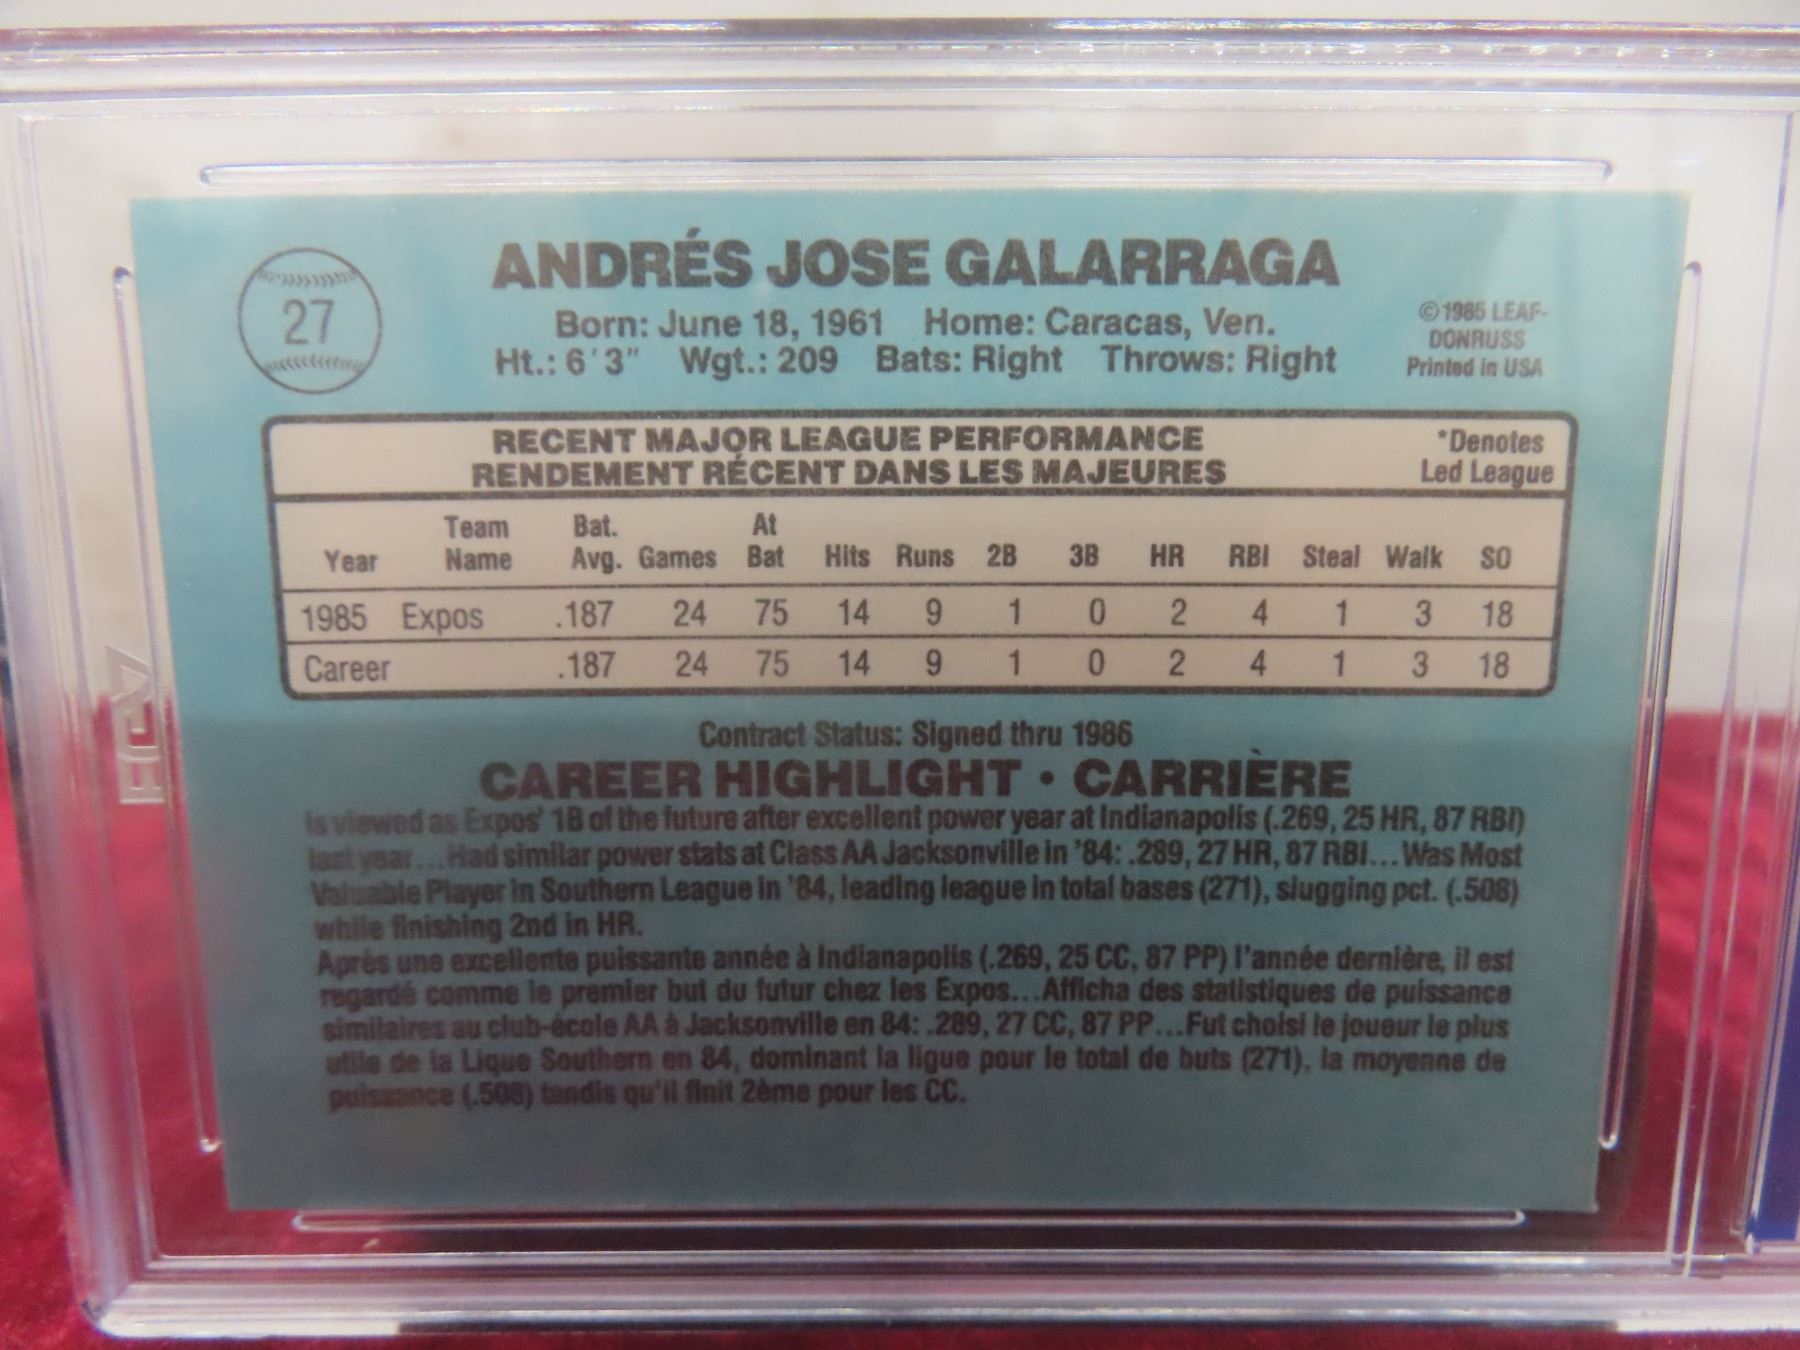 27
ANDRÉS JOSE GALARRAGA
Born: June 18, 1961 Home: Caracas, Ven.
Ht.: 6'3" Wgt.: 209 Bats: Right Throws: Right
©1985 LEAF-
DONRUSS
Printed in USA
RECENT MAJOR LEAGUE PERFORMANCE
RENDEMENT RÉCENT DANS LES MAJEURES
*Denotes
Led League
Year Team Name Bat. Avg. Games At Bat Hits Runs 2B 3B HR RBI Steal Walk SO
1985 Expos .187 24 75 14 9 1 0 2 4 1 3 18
Career .187 24 75 14 9 1 0 2 4 1 3 18
Contract Status: Signed thru 1986
CAREER HIGHLIGHT • CARRIÈRE
Is viewed as Expos' 1B of the future after excellent power year at Indianapolis (.269, 25 HR, 87 RBI)
last year...Had similar power stats at Class AA Jacksonville in '84: .289, 27 HR, 87 RBI...Was Most
Valuable Player in Southern League in '84, leading league in total bases (271), slugging pct. (.508)
while finishing 2nd in HR.
Après une excellente puissante année à Indianapolis (.269, 25 CC, 87 PP) l'année dernière, il est
regardé comme le premier but du futur chez les Expos...Afficha des statistiques de puissance
similaires au club-école AA à Jacksonville en 84: .289, 27 CC, 87 PP...Fut choisi le joueur le plus
utile de la Lique Southern en 84, dominant la ligue pour le total de buts (271), la moyenne de
puissance (.508) tandis qu'il finit 2ème pour les CC.